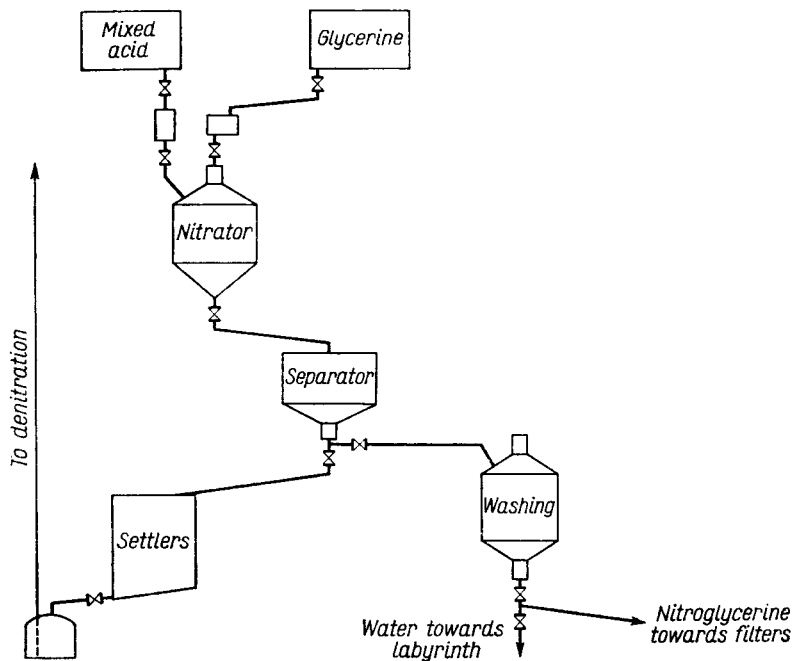 Mixed
acid
Glycerine
Nitrator
To denitration
Separator
Settlers
Washing
Water towards
labyrinth
Nitroglycerine
towards filters